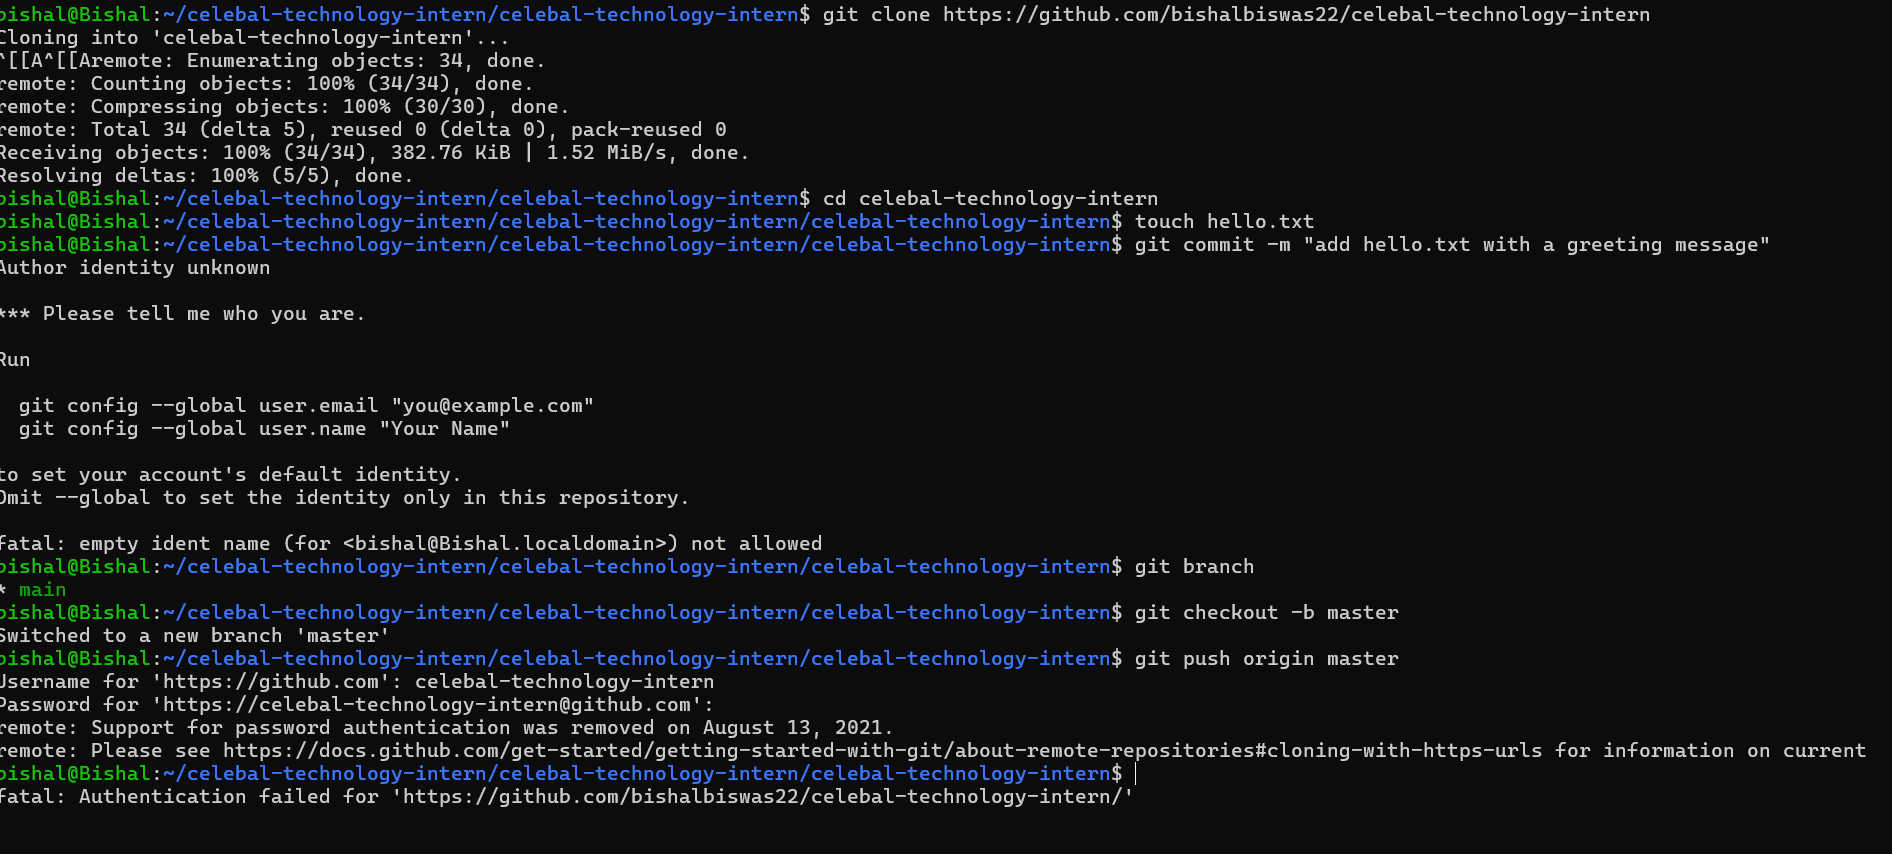 bishal@Bishal:~/celebal-technology-intern/celebal-technology-intern$ git clone https://github.com/bishalbiswas22/celebal-technology-intern
Cloning into 'celebal-technology-intern'...
^[[A^[[Aremote: Enumerating objects: 34, done.
remote: Counting objects: 100% (34/34), done.
remote: Compressing objects: 100% (30/30), done.
remote: Total 34 (delta 5), reused 0 (delta 0), pack-reused 0
Receiving objects: 100% (34/34), 382.76 KiB | 1.52 MiB/s, done.
Resolving deltas: 100% (5/5), done.
bishal@Bishal:~/celebal-technology-intern/celebal-technology-intern$ cd celebal-technology-intern
bishal@Bishal:~/celebal-technology-intern/celebal-technology-intern/celebal-technology-intern$ touch hello.txt
bishal@Bishal:~/celebal-technology-intern/celebal-technology-intern/celebal-technology-intern$ git commit -m "add hello.txt with a greeting message"
Author identity unknown
*** Please tell me who you are.
Run
git config --global user.email "you@example.com"
git config --global user.name "Your Name"
to set your account's default identity.
Omit --global to set the identity only in this repository.
fatal: empty ident name (for <bishal@Bishal.localdomain>) not allowed
bishal@Bishal:~/celebal-technology-intern/celebal-technology-intern/celebal-technology-intern$ git branch
* main
bishal@Bishal:~/celebal-technology-intern/celebal-technology-intern/celebal-technology-intern$ git checkout -b master
Switched to a new branch 'master'
bishal@Bishal:~/celebal-technology-intern/celebal-technology-intern/celebal-technology-intern$ git push origin master
Username for 'https://github.com': celebal-technology-intern
Password for 'https://celebal-technology-intern@github.com':
remote: Support for password authentication was removed on August 13, 2021.
remote: Please see https://docs.github.com/get-started/getting-started-with-git/about-remote-repositories#cloning-with-https-urls for information on current
bishal@Bishal:~/celebal-technology-intern/celebal-technology-intern/celebal-technology-intern$
fatal: Authentication failed for 'https://github.com/bishalbiswas22/celebal-technology-intern/'